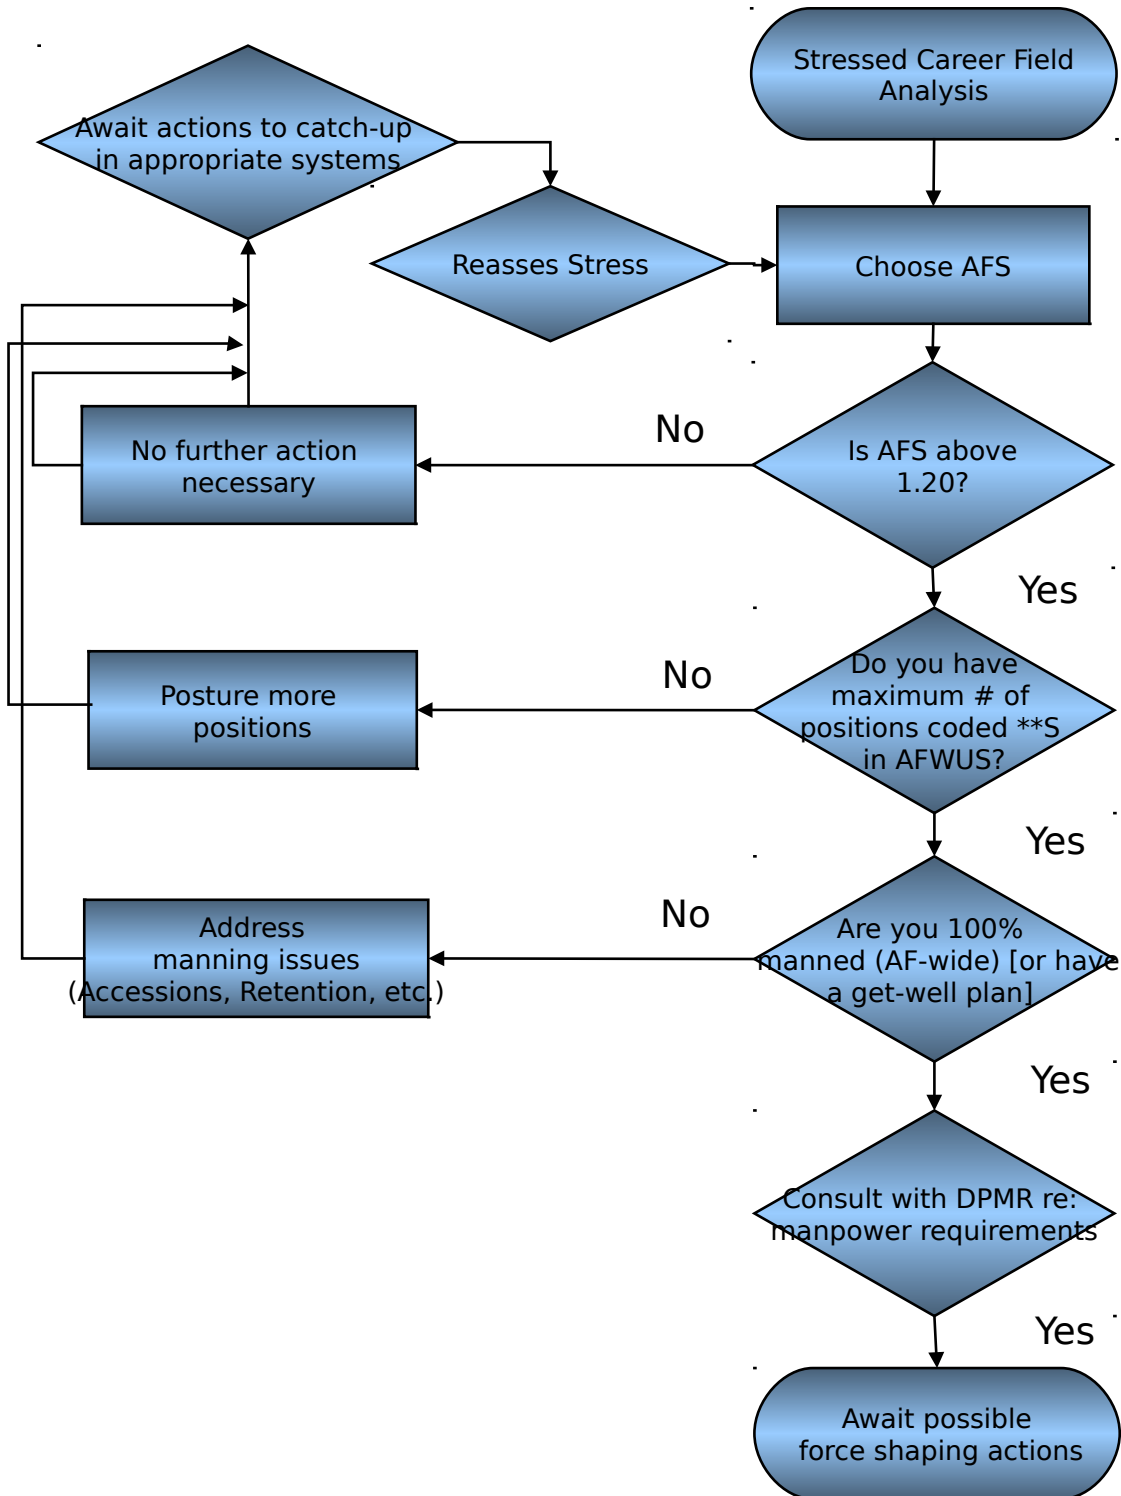 Stressed Career Field
Analysis
Await actions to catch-up
in appropriate systems
Reasses Stress
Choose AFS
No
Is AFS above
1.20?
No further action
necessary
Yes
No
Do you have
maximum # of
positions coded **S
in AFWUS?
Posture more
positions
Yes
No
Are you 100%
manned (AF-wide) [or have
a get-well plan]
Address
manning issues
(Accessions, Retention, etc.)
Yes
Consult with DPMR re:
manpower requirements
Yes
Await possible
force shaping actions